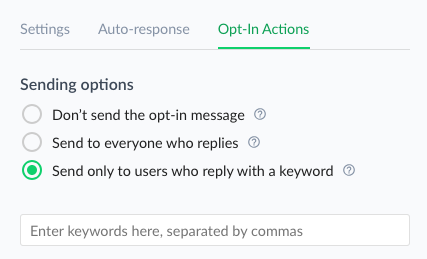 Settings Auto-response Opt-In Actions
Sending options
Don't send the opt-in message ?
Send to everyone who replies ?
Send only to users who reply with a keyword ?
Enter keywords here, separated by commas